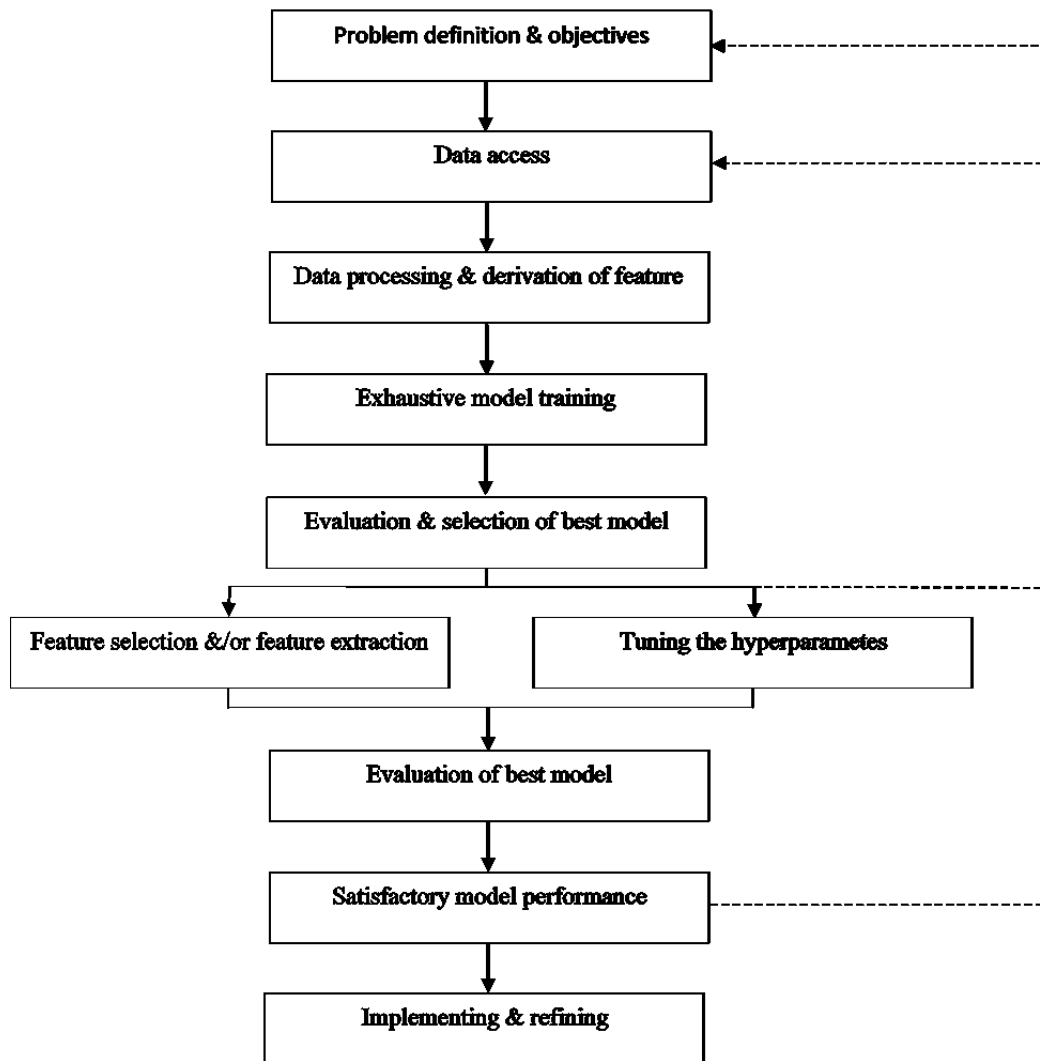 Problem definition & objectives
Data access
Data processing & derivation of feature
Exhaustive model training
Evaluation & selection of best model
Feature selection &/or feature extraction
Tuning the hyperparametes
Evaluation of best model
Satisfactory model performance
Implementing & refining